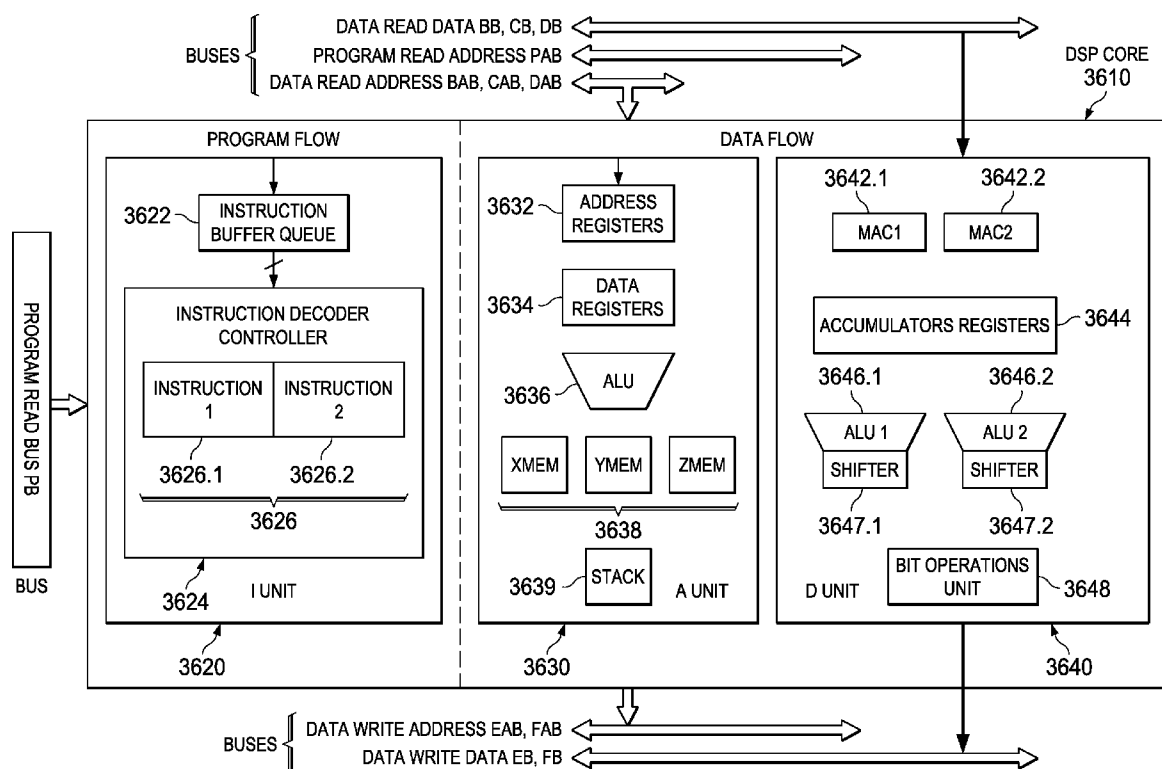 DATA READ DATA BB, CB, DB
BUSES
PROGRAM READ ADDRESS PAB
DATA READ ADDRESS BAB, CAB, DAB
DSP CORE
3610
PROGRAM FLOW
DATA FLOW
PROGRAM READ BUS PB
BUS
3622
INSTRUCTION
BUFFER QUEUE
INSTRUCTION DECODER
CONTROLLER
INSTRUCTION
1
INSTRUCTION
2
3626.1
3626.2
3626
3624
I UNIT
3620
3632
ADDRESS
REGISTERS
3634
DATA
REGISTERS
3636
ALU
XMEM
YMEM
ZMEM
3638
3639
STACK
A UNIT
3630
3642.1
3642.2
MAC1
MAC2
ACCUMULATORS REGISTERS
3644
3646.1
3646.2
ALU 1
ALU 2
SHIFTER
SHIFTER
3647.1
3647.2
D UNIT
BIT OPERATIONS
UNIT
3648
3640
BUSES
DATA WRITE ADDRESS EAB, FAB
DATA WRITE DATA EB, FB